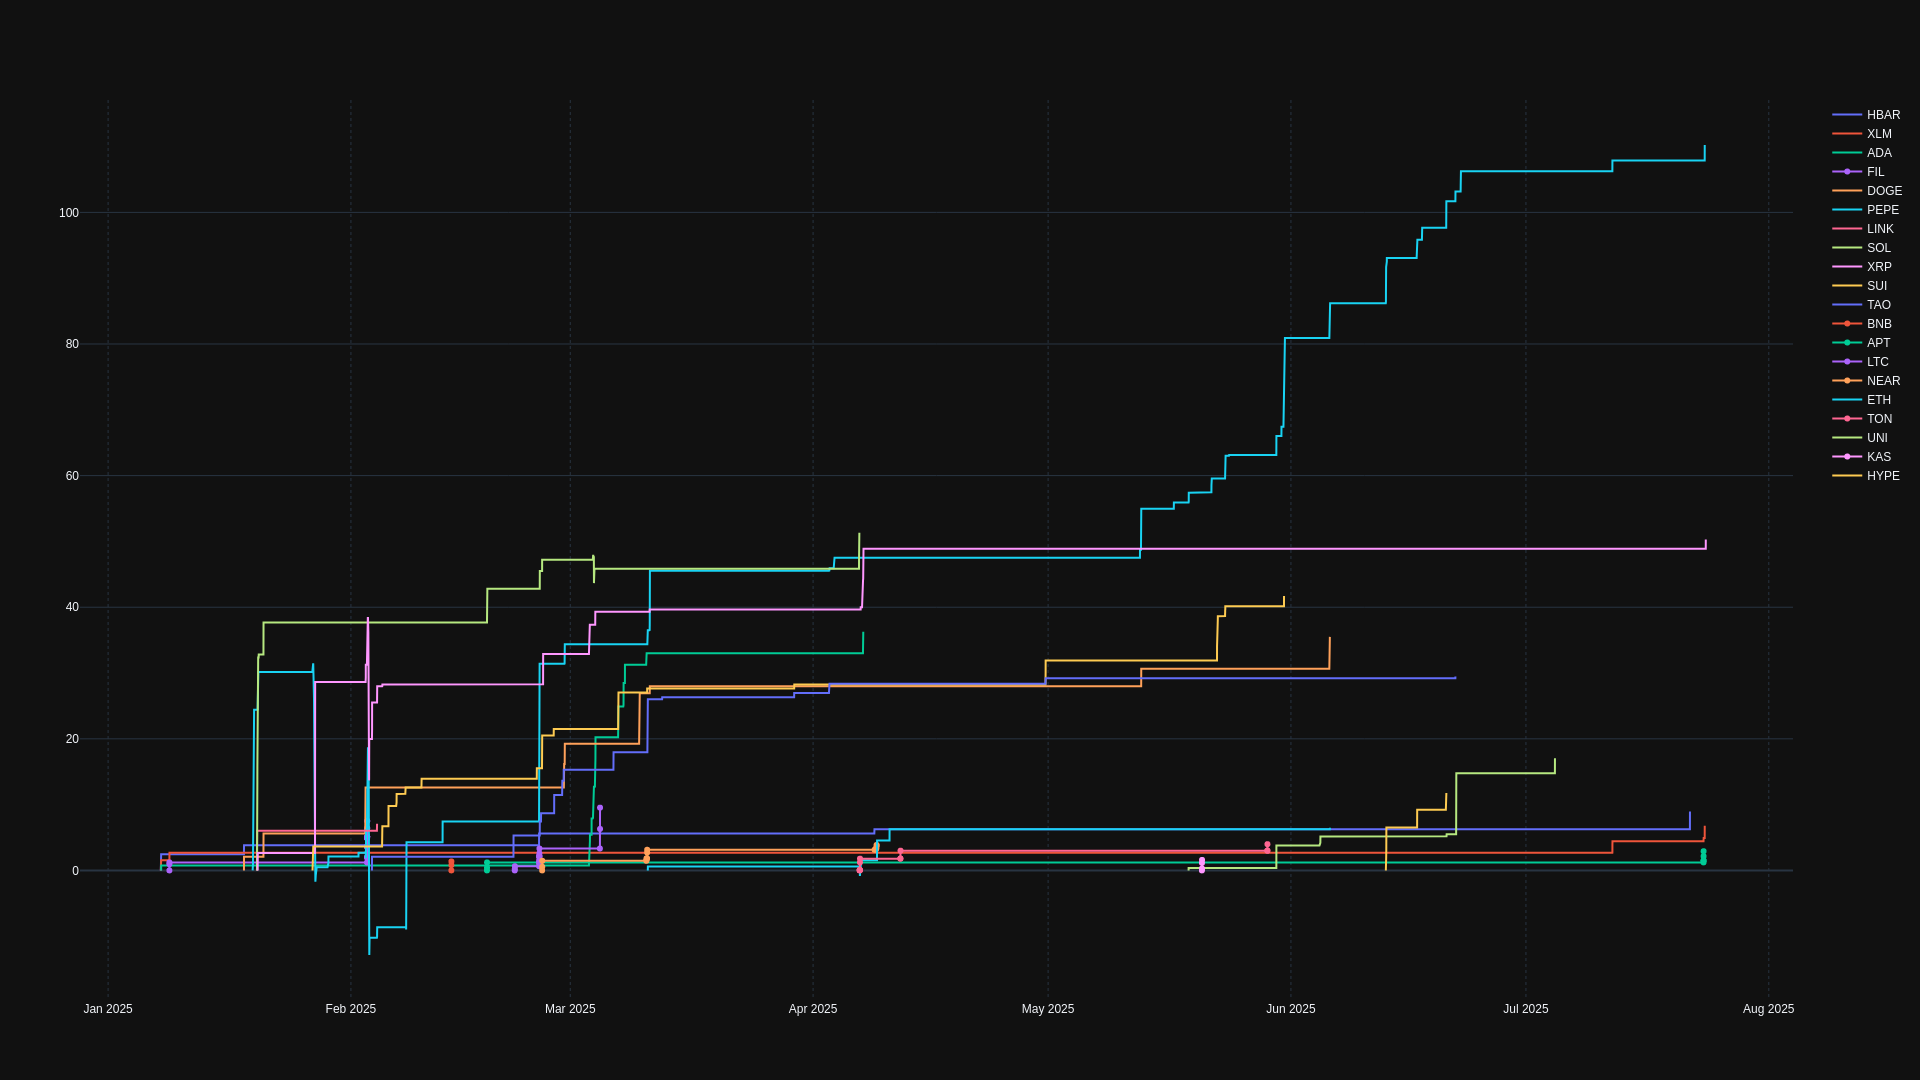 100
80
60
40
20
0
Jan 2025
Feb 2025
Mar 2025
Apr 2025
May 2025
Jun 2025
Jul 2025
Aug 2025
HBAR
XLM
ADA
FIL
DOGE
PEPE
LINK
SOL
XRP
SUI
TAO
BNB
APT
LTC
NEAR
ETH
TON
UNI
KAS
HYPE